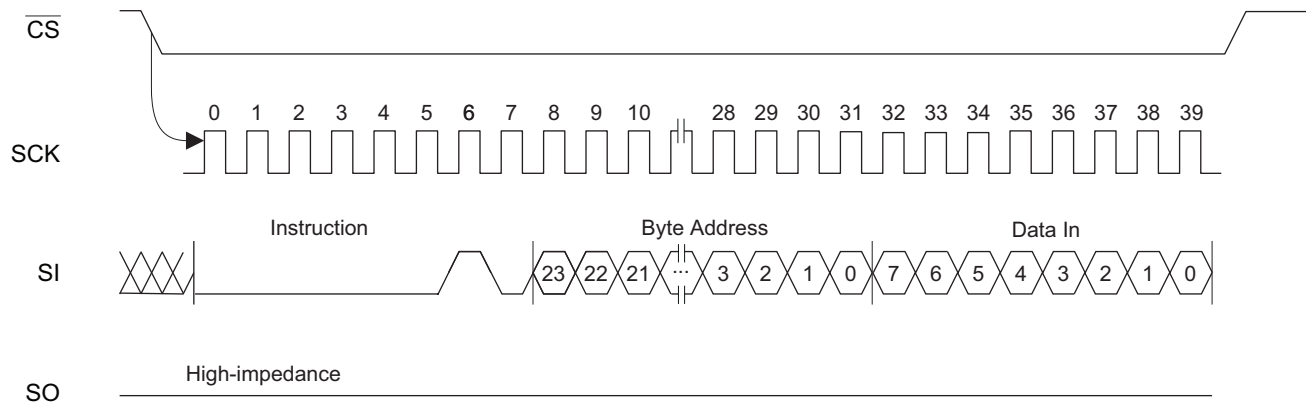 CS
0 1 2 3 4 5 6 7 8 9 10 28 29 30 31 32 33 34 35 36 37 38 39
SCK
Instruction Byte Address Data In
SI 23 22 21 ... 3 2 1 0 7 6 5 4 3 2 1 0
High-impedance
SO